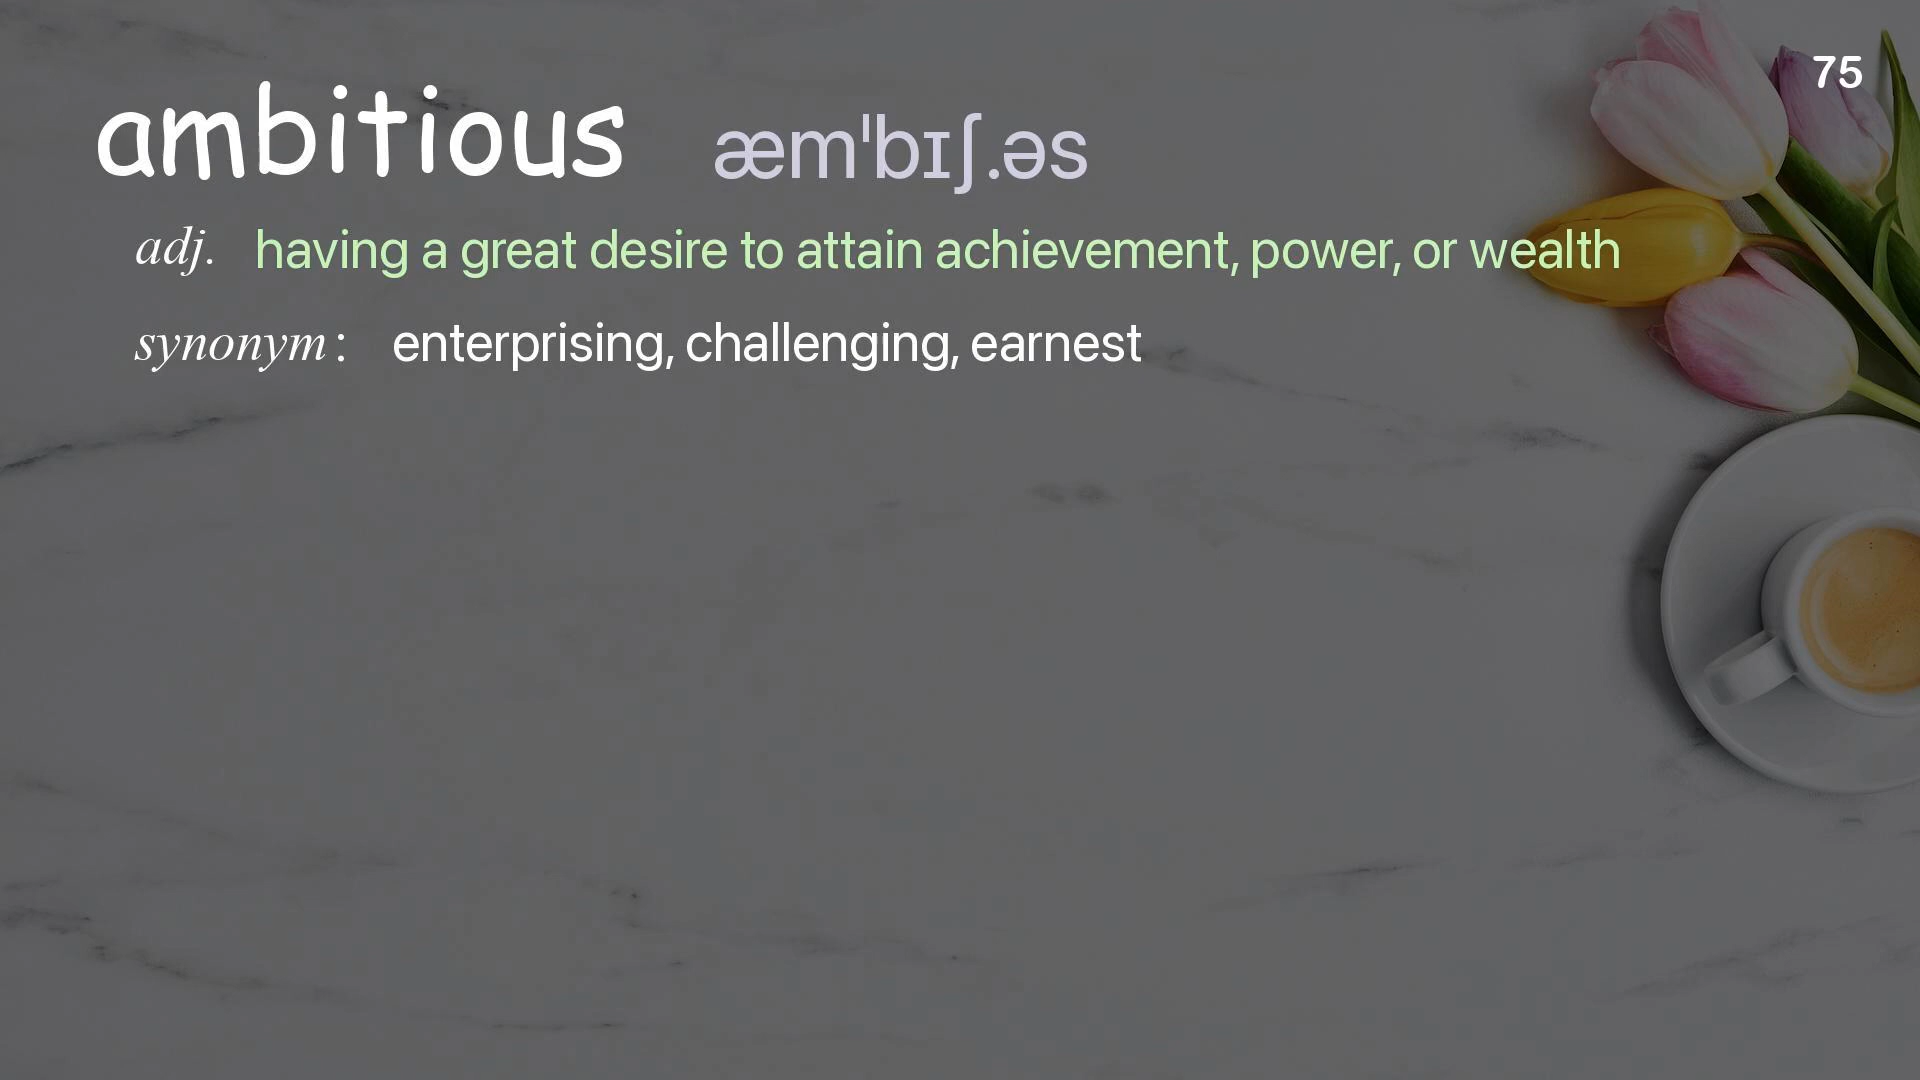 75
ambitious æmˈbɪʃ.əs
adj. having a great desire to attain achievement, power, or wealth
synonym: enterprising, challenging, earnest